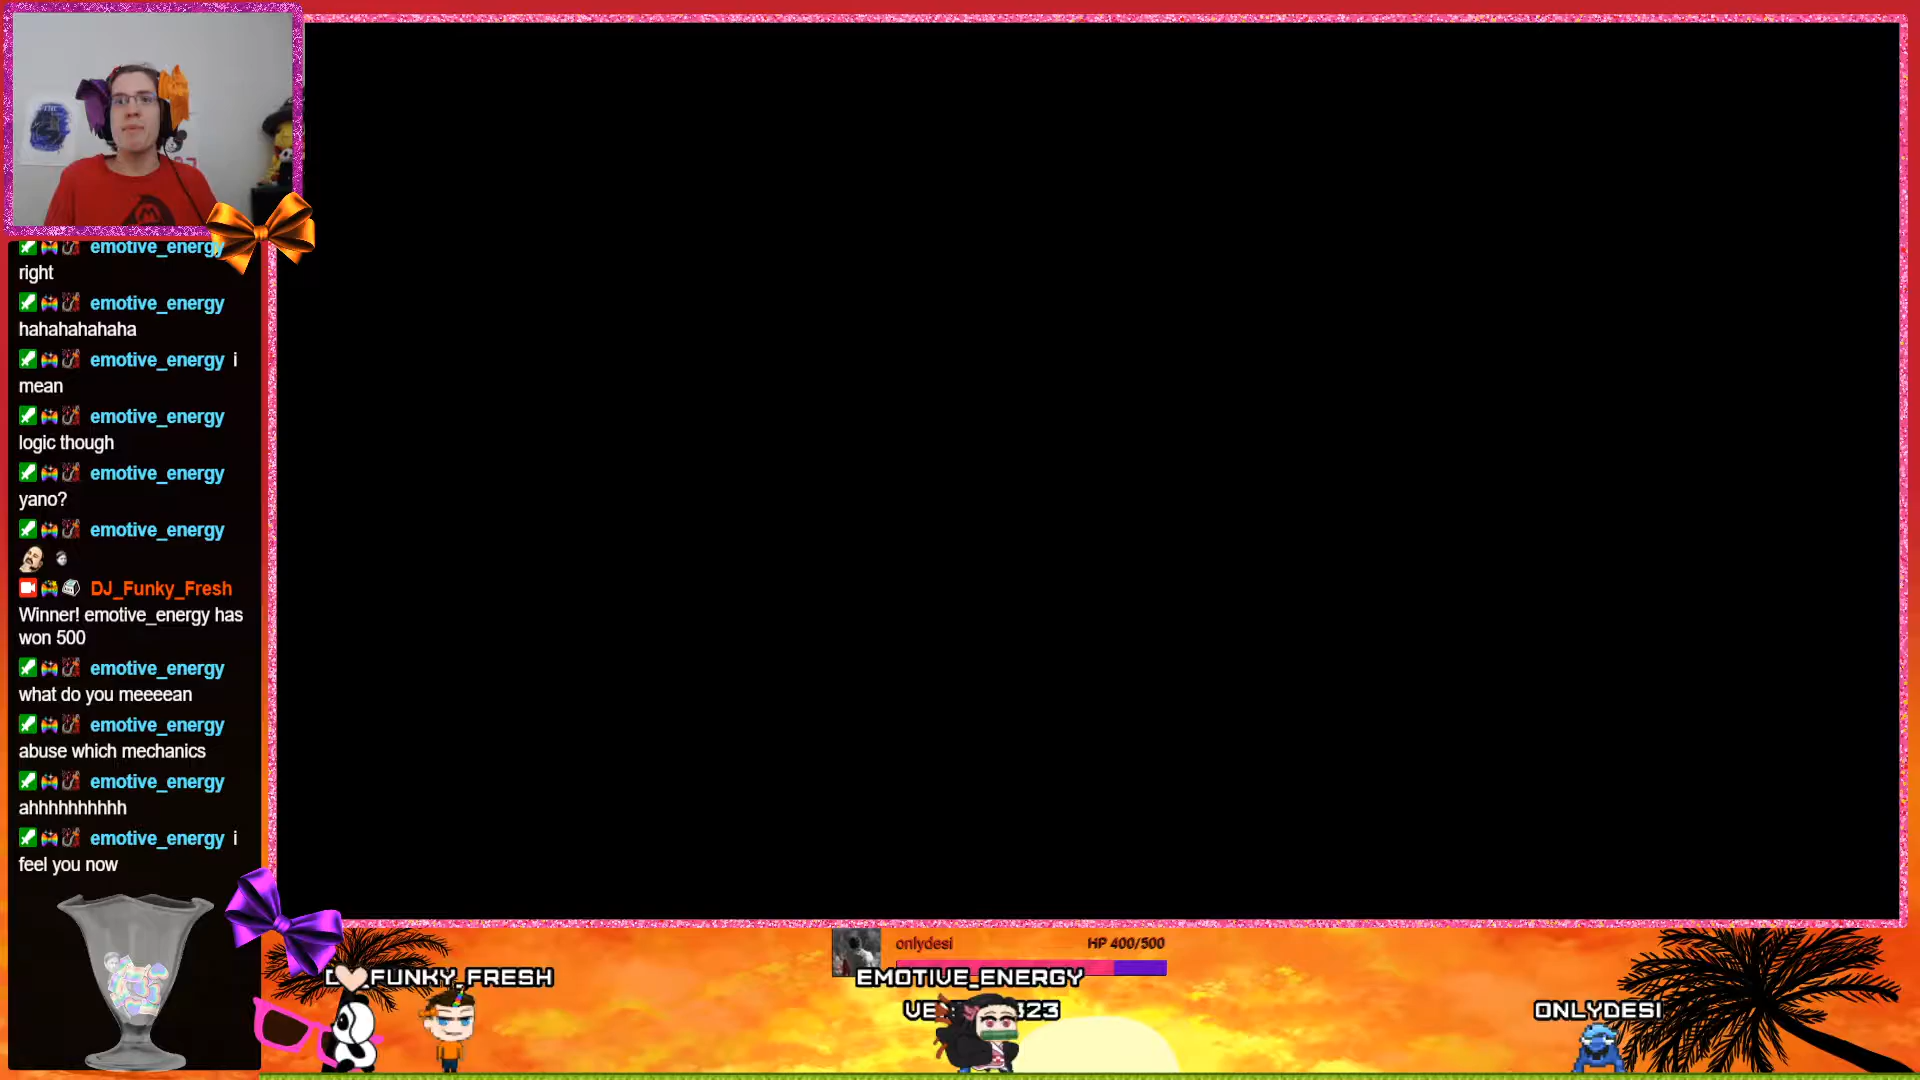 emotive_energy
right
emotive_energy
hahahahahaha
emotive_energy i
mean
emotive_energy
logic though
emotive_energy
yano?
emotive_energy
DJ_Funky_Fresh
Winner! emotive_energy has
won 500
emotive_energy
what do you meeeean
emotive_energy
abuse which mechanics
emotive_energy
ahhhhhhhhhh
emotive_energy i
feel you now
onlydesi HP 400/500
FUNKY_FRESH
EMOTIVE_ENERGY
ONLYDESI